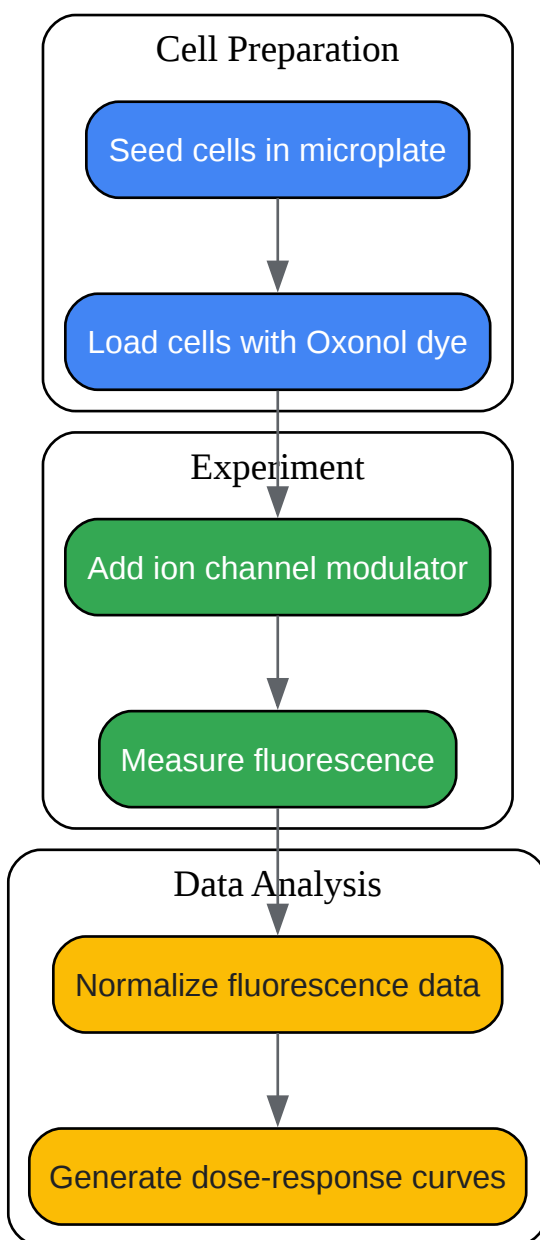 Cell Preparation
Seed cells in microplate
Load cells with Oxonol dye
Experiment
Add ion channel modulator
Measure fluorescence
Data Analysis
Normalize fluorescence data
Generate dose-response curves